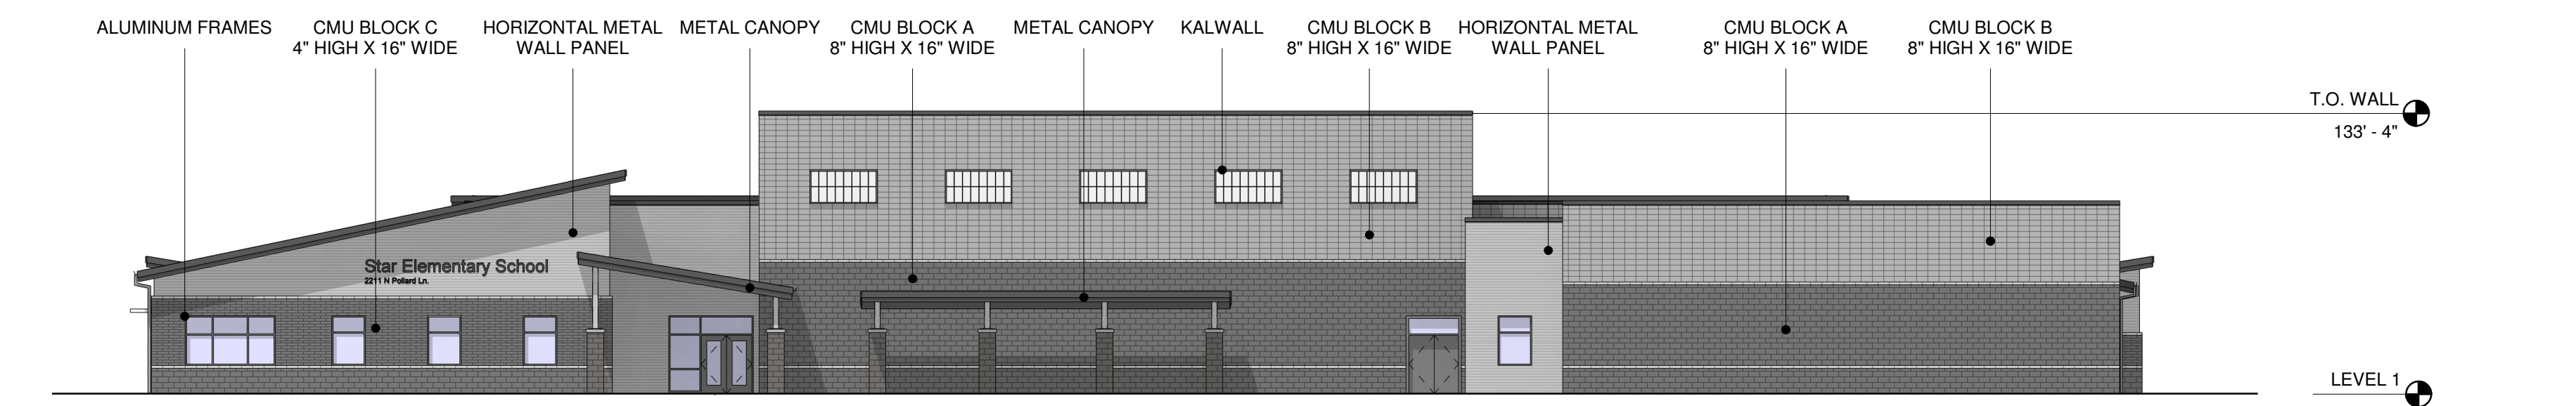 ALUMINUM FRAMES
CMU BLOCK C
4" HIGH X 16" WIDE
HORIZONTAL METAL
WALL PANEL
METAL CANOPY
CMU BLOCK A
8" HIGH X 16" WIDE
METAL CANOPY
KALWALL
CMU BLOCK B
8" HIGH X 16" WIDE
HORIZONTAL METAL
WALL PANEL
CMU BLOCK A
8" HIGH X 16" WIDE
CMU BLOCK B
8" HIGH X 16" WIDE
T.O. WALL
133' - 4"
Star Elementary School
2211 N Pollard Ln.
LEVEL 1